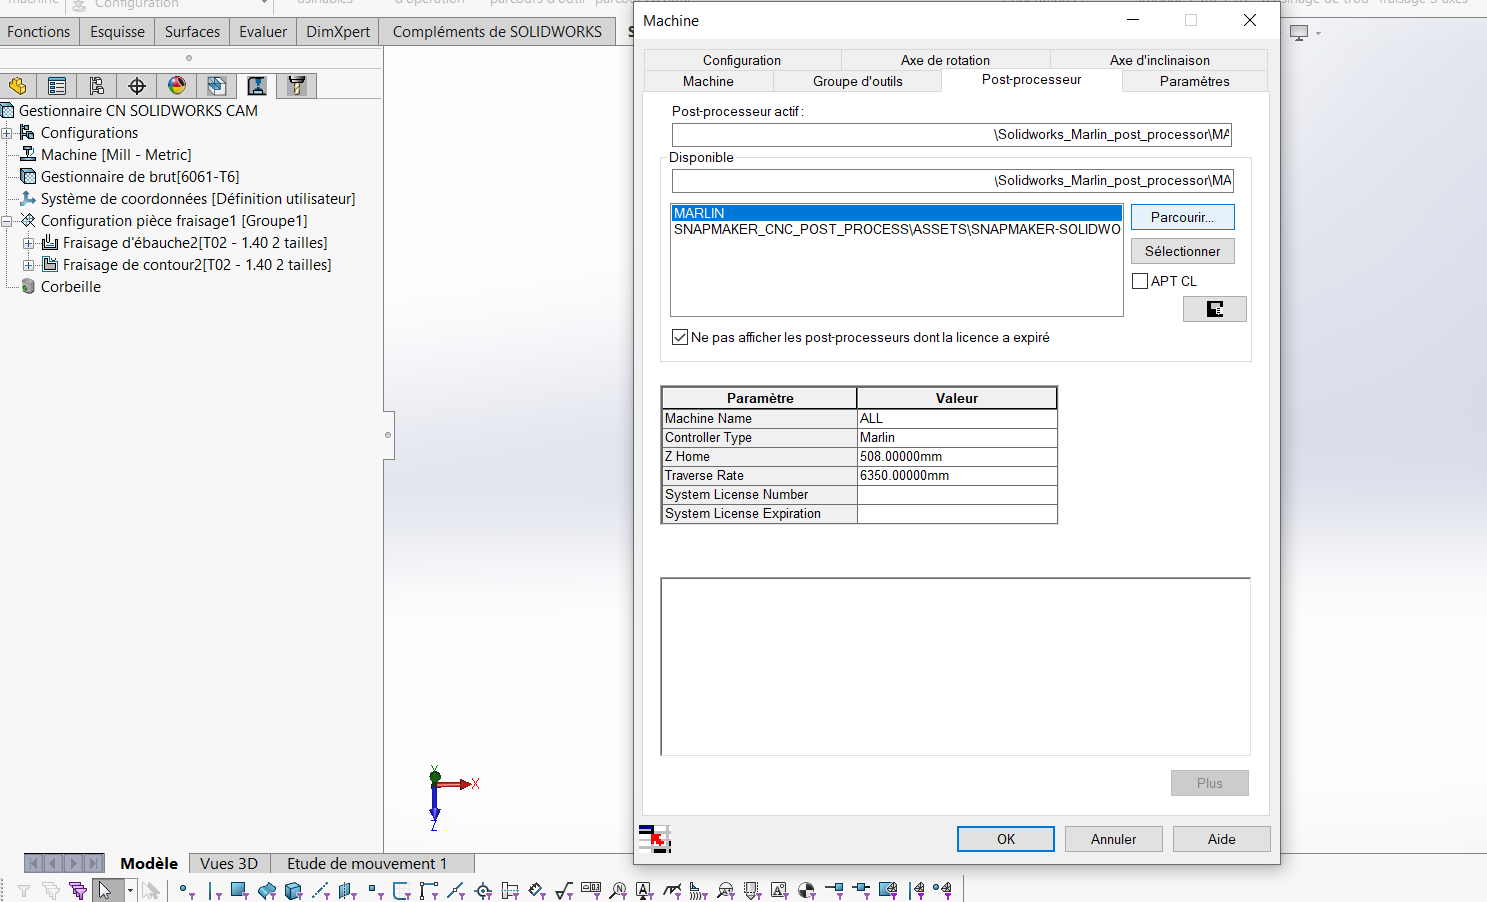 Configuration
Fonctions Esquisse Surfaces Evaluer DimXpert Compléments de SOLIDWORKS S
Gestionnaire CN SOLIDWORKS CAM
Configurations
Machine [Mill - Metric]
Gestionnaire de brut[6061-T6]
Système de coordonnées [Définition utilisateur]
Configuration pièce fraisage1 [Groupe1]
Fraisage d'ébauche2[T02 - 1.40 2 tailles]
Fraisage de contour2[T02 - 1.40 2 tailles]
Corbeille
Machine
Configuration Axe de rotation Axe d'inclinaison
Machine Groupe d'outils Post-processeur Paramètres
Post-processeur actif :
\Solidworks_Marlin_post_processor\MA
Disponible
\Solidworks_Marlin_post_processor\MA
MARLIN
SNAPMAKER_CNC_POST_PROCESS\ASSETS\SNAPMAKER-SOLIDWO
Parcourir...
Sélectionner
APT CL
Ne pas afficher les post-processeurs dont la licence a expiré
Paramètre Valeur
Machine Name ALL
Controller Type Marlin
Z Home 508.00000mm
Traverse Rate 6350.00000mm
System License Number
System License Expiration
Plus
OK Annuler Aide
Y
X
Z
Modèle Vues 3D Etude de mouvement 1